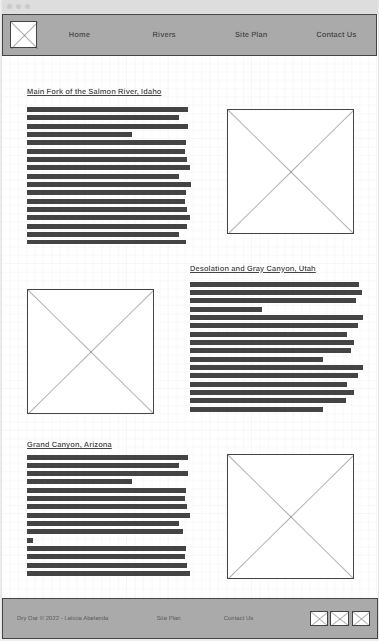 Home Rivers Site Plan Contact Us
Main Fork of the Salmon River, Idaho
Desolation and Gray Canyon, Utah
Grand Canyon, Arizona
Dry Oar © 2022 - Leticia Abelenda Site Plan Contact Us